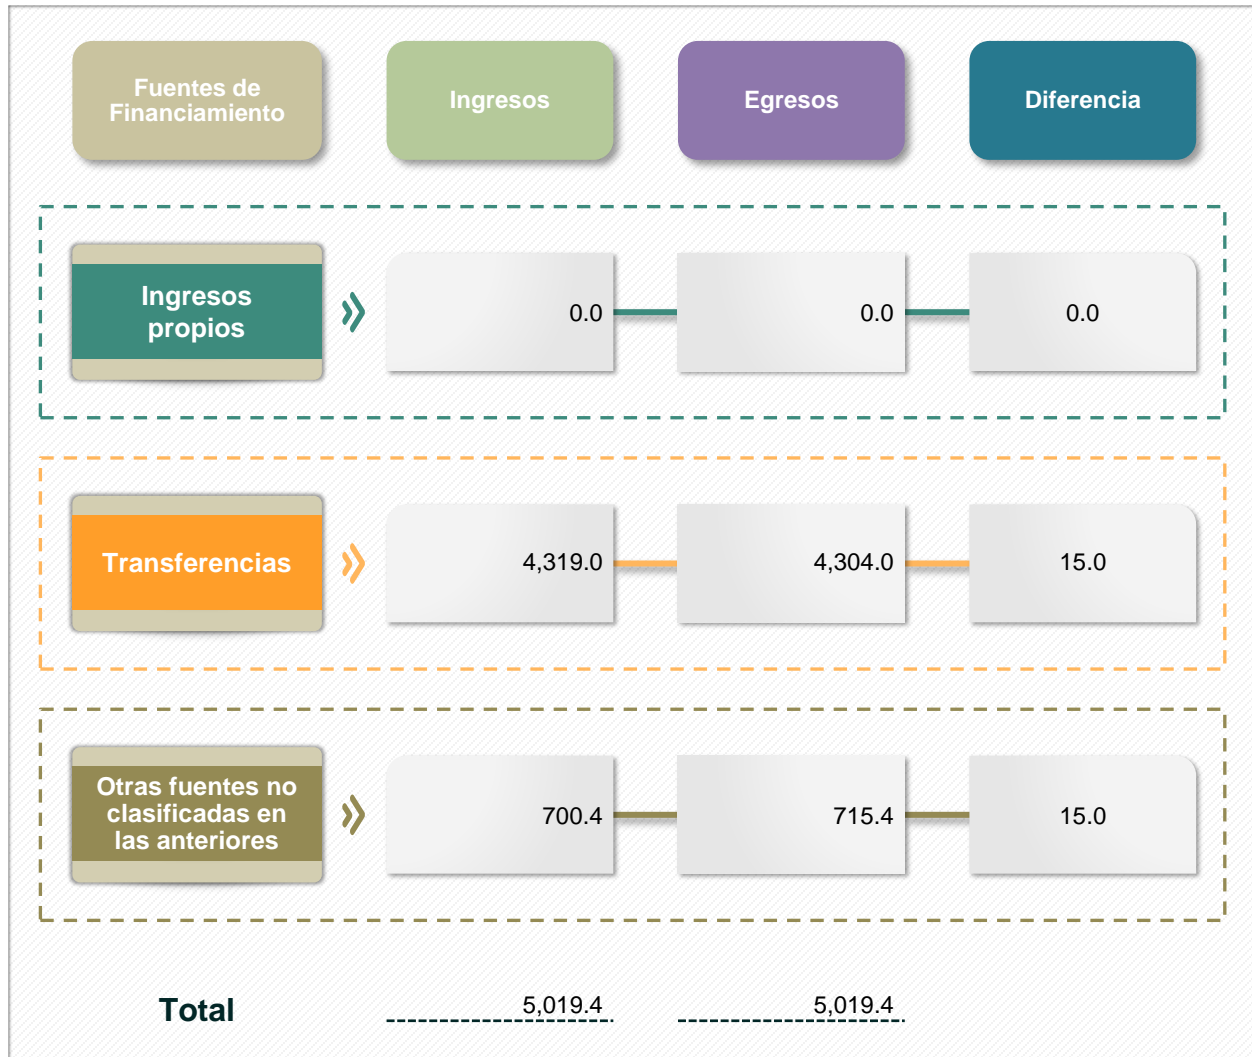 Fuentes de
Financiamiento
Ingresos
Egresos
Diferencia
Ingresos
propios
0.0
0.0
0.0
Transferencias
4,319.0
4,304.0
15.0
Otras fuentes no
clasificadas en
las anteriores
700.4
715.4
15.0
Total
5,019.4
5,019.4